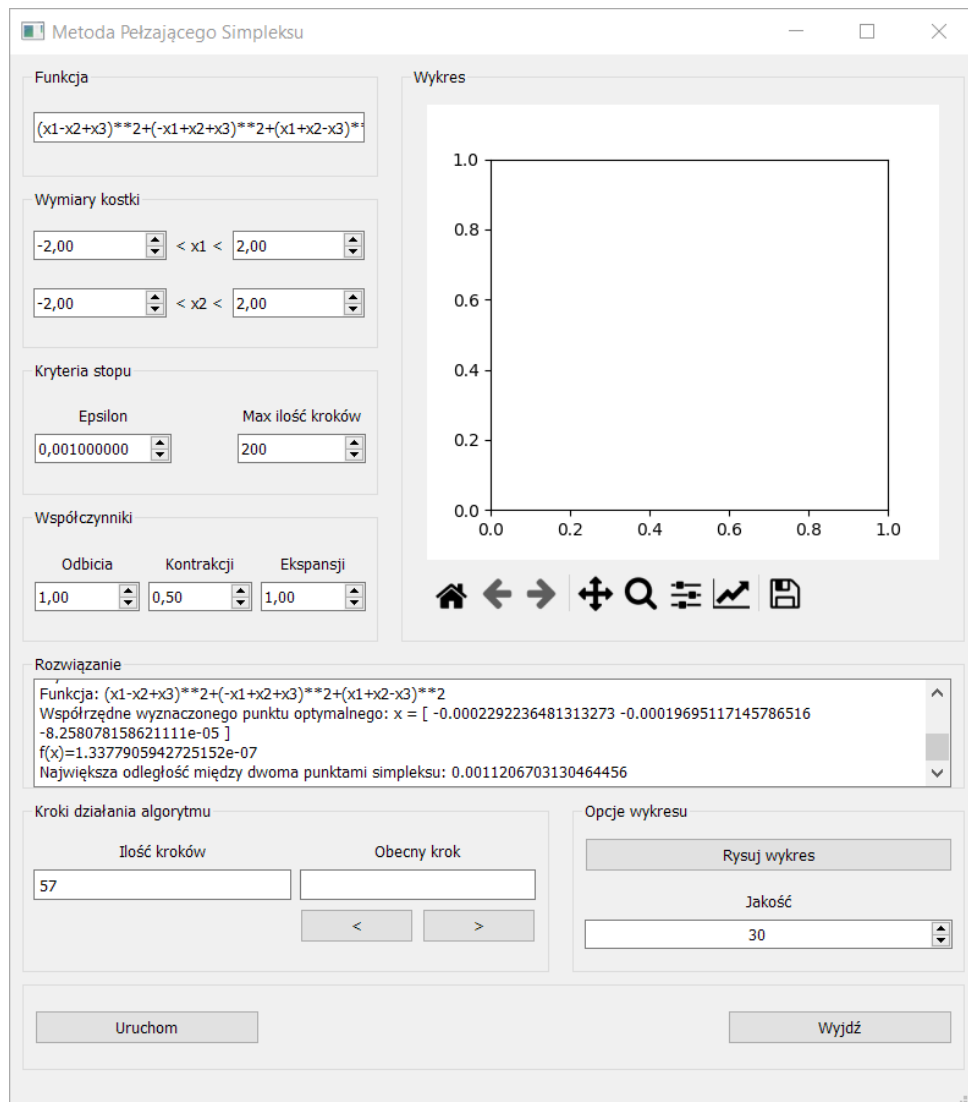 Metoda Pełzającego Simpleksu
Funkcja
(x1-x2+x3)**2+(-x1+x2+x3)**2+(x1+x2-x3)*
Wymiary kostki
-2,00 < x1 < 2,00
-2,00 < x2 < 2,00
Kryteria stopu
Epsilon Max ilość kroków
0,001000000 200
Współczynniki
Odbicia Kontrakcji Ekspansji
1,00 0,50 1,00
Wykres
1.0
0.8
0.6
0.4
0.2
0.0
0.0 0.2 0.4 0.6 0.8 1.0
Rozwiązanie
Funkcja: (x1-x2+x3)**2+(-x1+x2+x3)**2+(x1+x2-x3)**2
Współrzędne wyznaczonego punktu optymalnego: x = [ -0.0002292236481313273 -0.00019695117145786516
-8.258078158621111e-05 ]
f(x)=1.3377905942725152e-07
Największa odległość między dwoma punktami simpleksu: 0.0011206703130464456
Kroki działania algorytmu
Ilość kroków Obecny krok
57
< >
Opcje wykresu
Rysuj wykres
Jakość
30
Uruchom Wyjdź